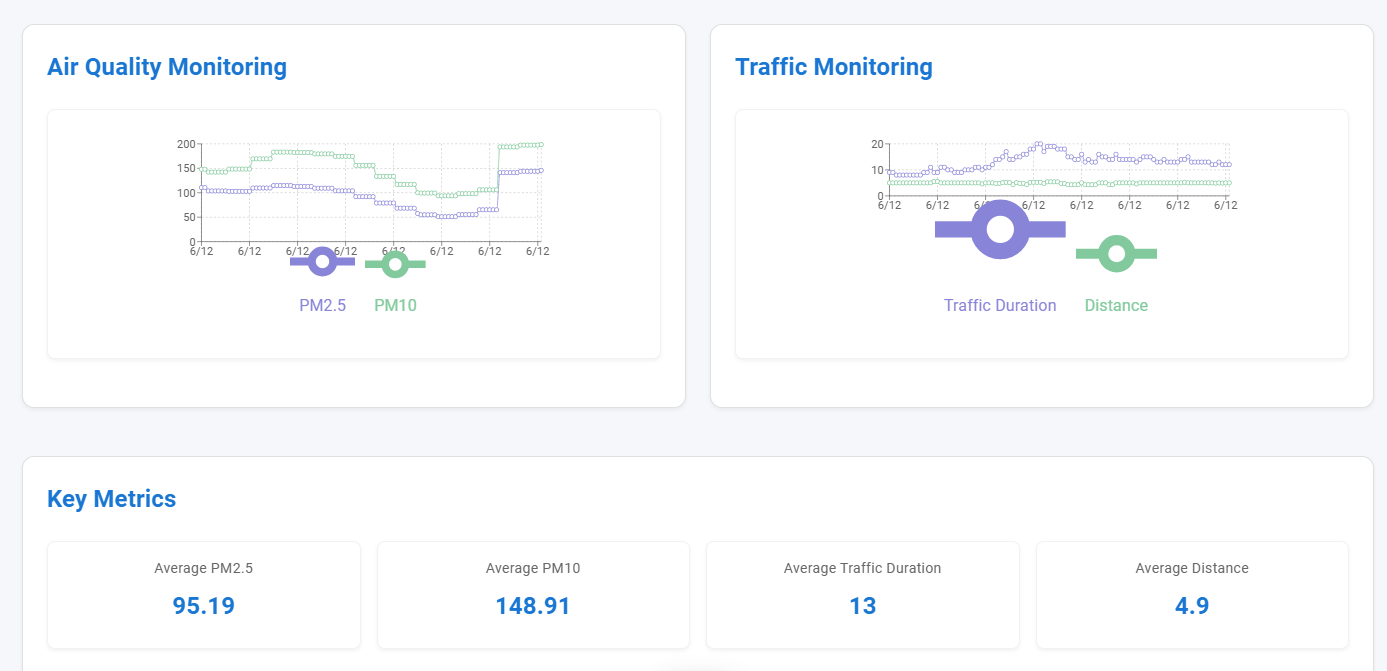 Air Quality Monitoring
200
150
100
50
0
6/12 6/12 6/12 6/12 6/12 6/12 6/12 6/12
PM2.5 PM10
Traffic Monitoring
20
10
0
6/12 6/12 6/12 6/12 6/12 6/12 6/12 6/12
Traffic Duration Distance
Key Metrics
Average PM2.5
95.19
Average PM10
148.91
Average Traffic Duration
13
Average Distance
4.9